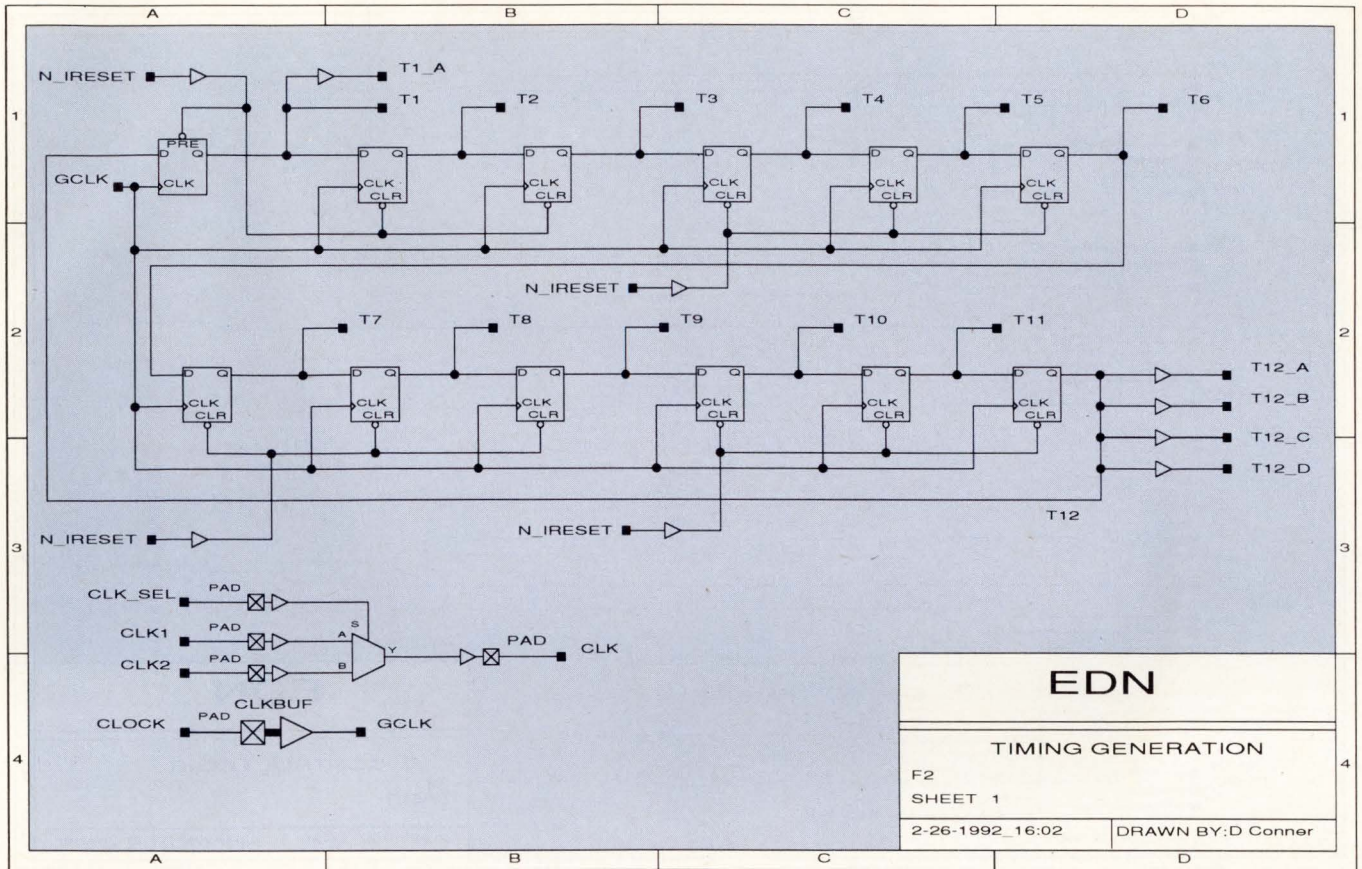 A B C D
N_IRESET T1_A
T1 T2 T3 T4 T5 T6
1 1
PRE
D Q D Q D Q D Q D Q D Q
GCLK CLK CLK CLK CLK CLK CLK
CLR CLR CLR CLR CLR
N_IRESET
T7 T8 T9 T10 T11
2 2
D Q D Q D Q D Q D Q D Q
T12_A
CLK CLK CLK CLK CLK CLK
T12_B
CLR CLR CLR CLR CLR CLR
T12_C
T12_D
T12
N_IRESET N_IRESET
3 3
CLK_SEL PAD
S
CLK1 PAD A
Y PAD CLK
CLK2 PAD B
CLKBUF
CLOCK PAD GCLK
EDN
TIMING GENERATION
4 4
F2
SHEET 1
2-26-1992_16:02 DRAWN BY:D Conner
A B C D